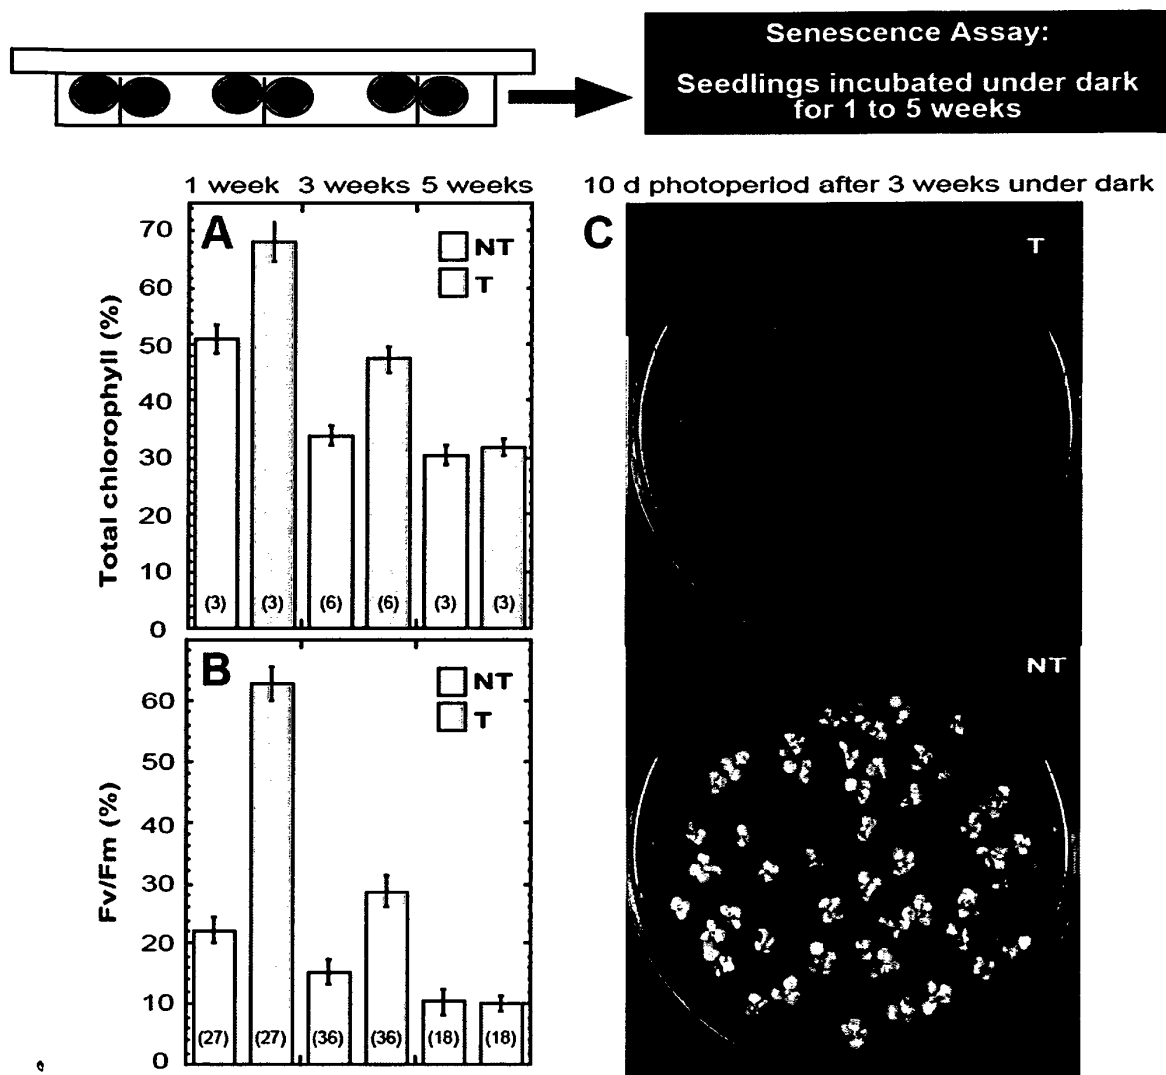 Senescence Assay:
Seedlings incubated under dark
for 1 to 5 weeks
1 week 3 weeks 5 weeks
10 d photoperiod after 3 weeks under dark
A
NT
T
Total chlorophyll (%)
70
60
50
40
30
20
10
0
(3) (3) (6) (6) (3) (3)
B
NT
T
Fv/Fm (%)
60
50
40
30
20
10
0
(27) (27) (36) (36) (18) (18)
C
T
NT